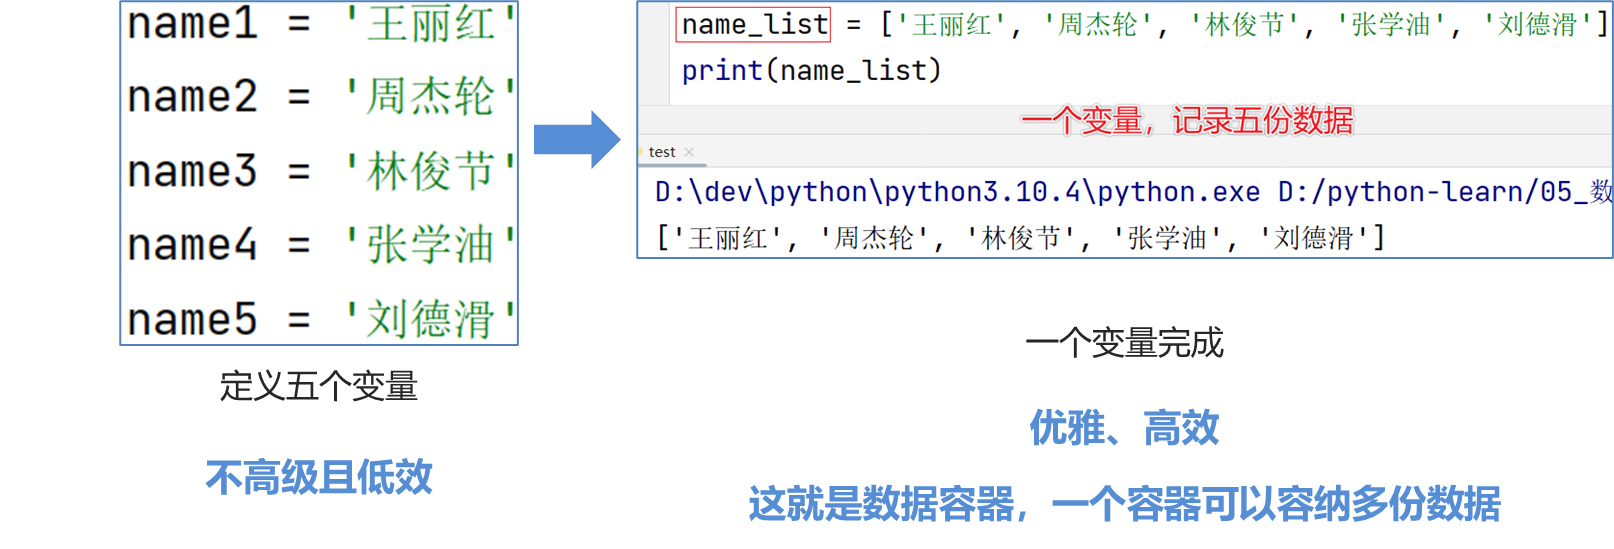 name1 = '王丽红'
name2 = '周杰轮'
name3 = '林俊节'
name4 = '张学油'
name5 = '刘德滑'
定义五个变量
不高级且低效
name_list = ['王丽红', '周杰轮', '林俊节', '张学油', '刘德滑']
print(name_list)
一个变量，记录五份数据
test ×
D:\dev\python\python3.10.4\python.exe D:/python-learn/05_数
['王丽红', '周杰轮', '林俊节', '张学油', '刘德滑']
一个变量完成
优雅、高效
这就是数据容器，一个容器可以容纳多份数据